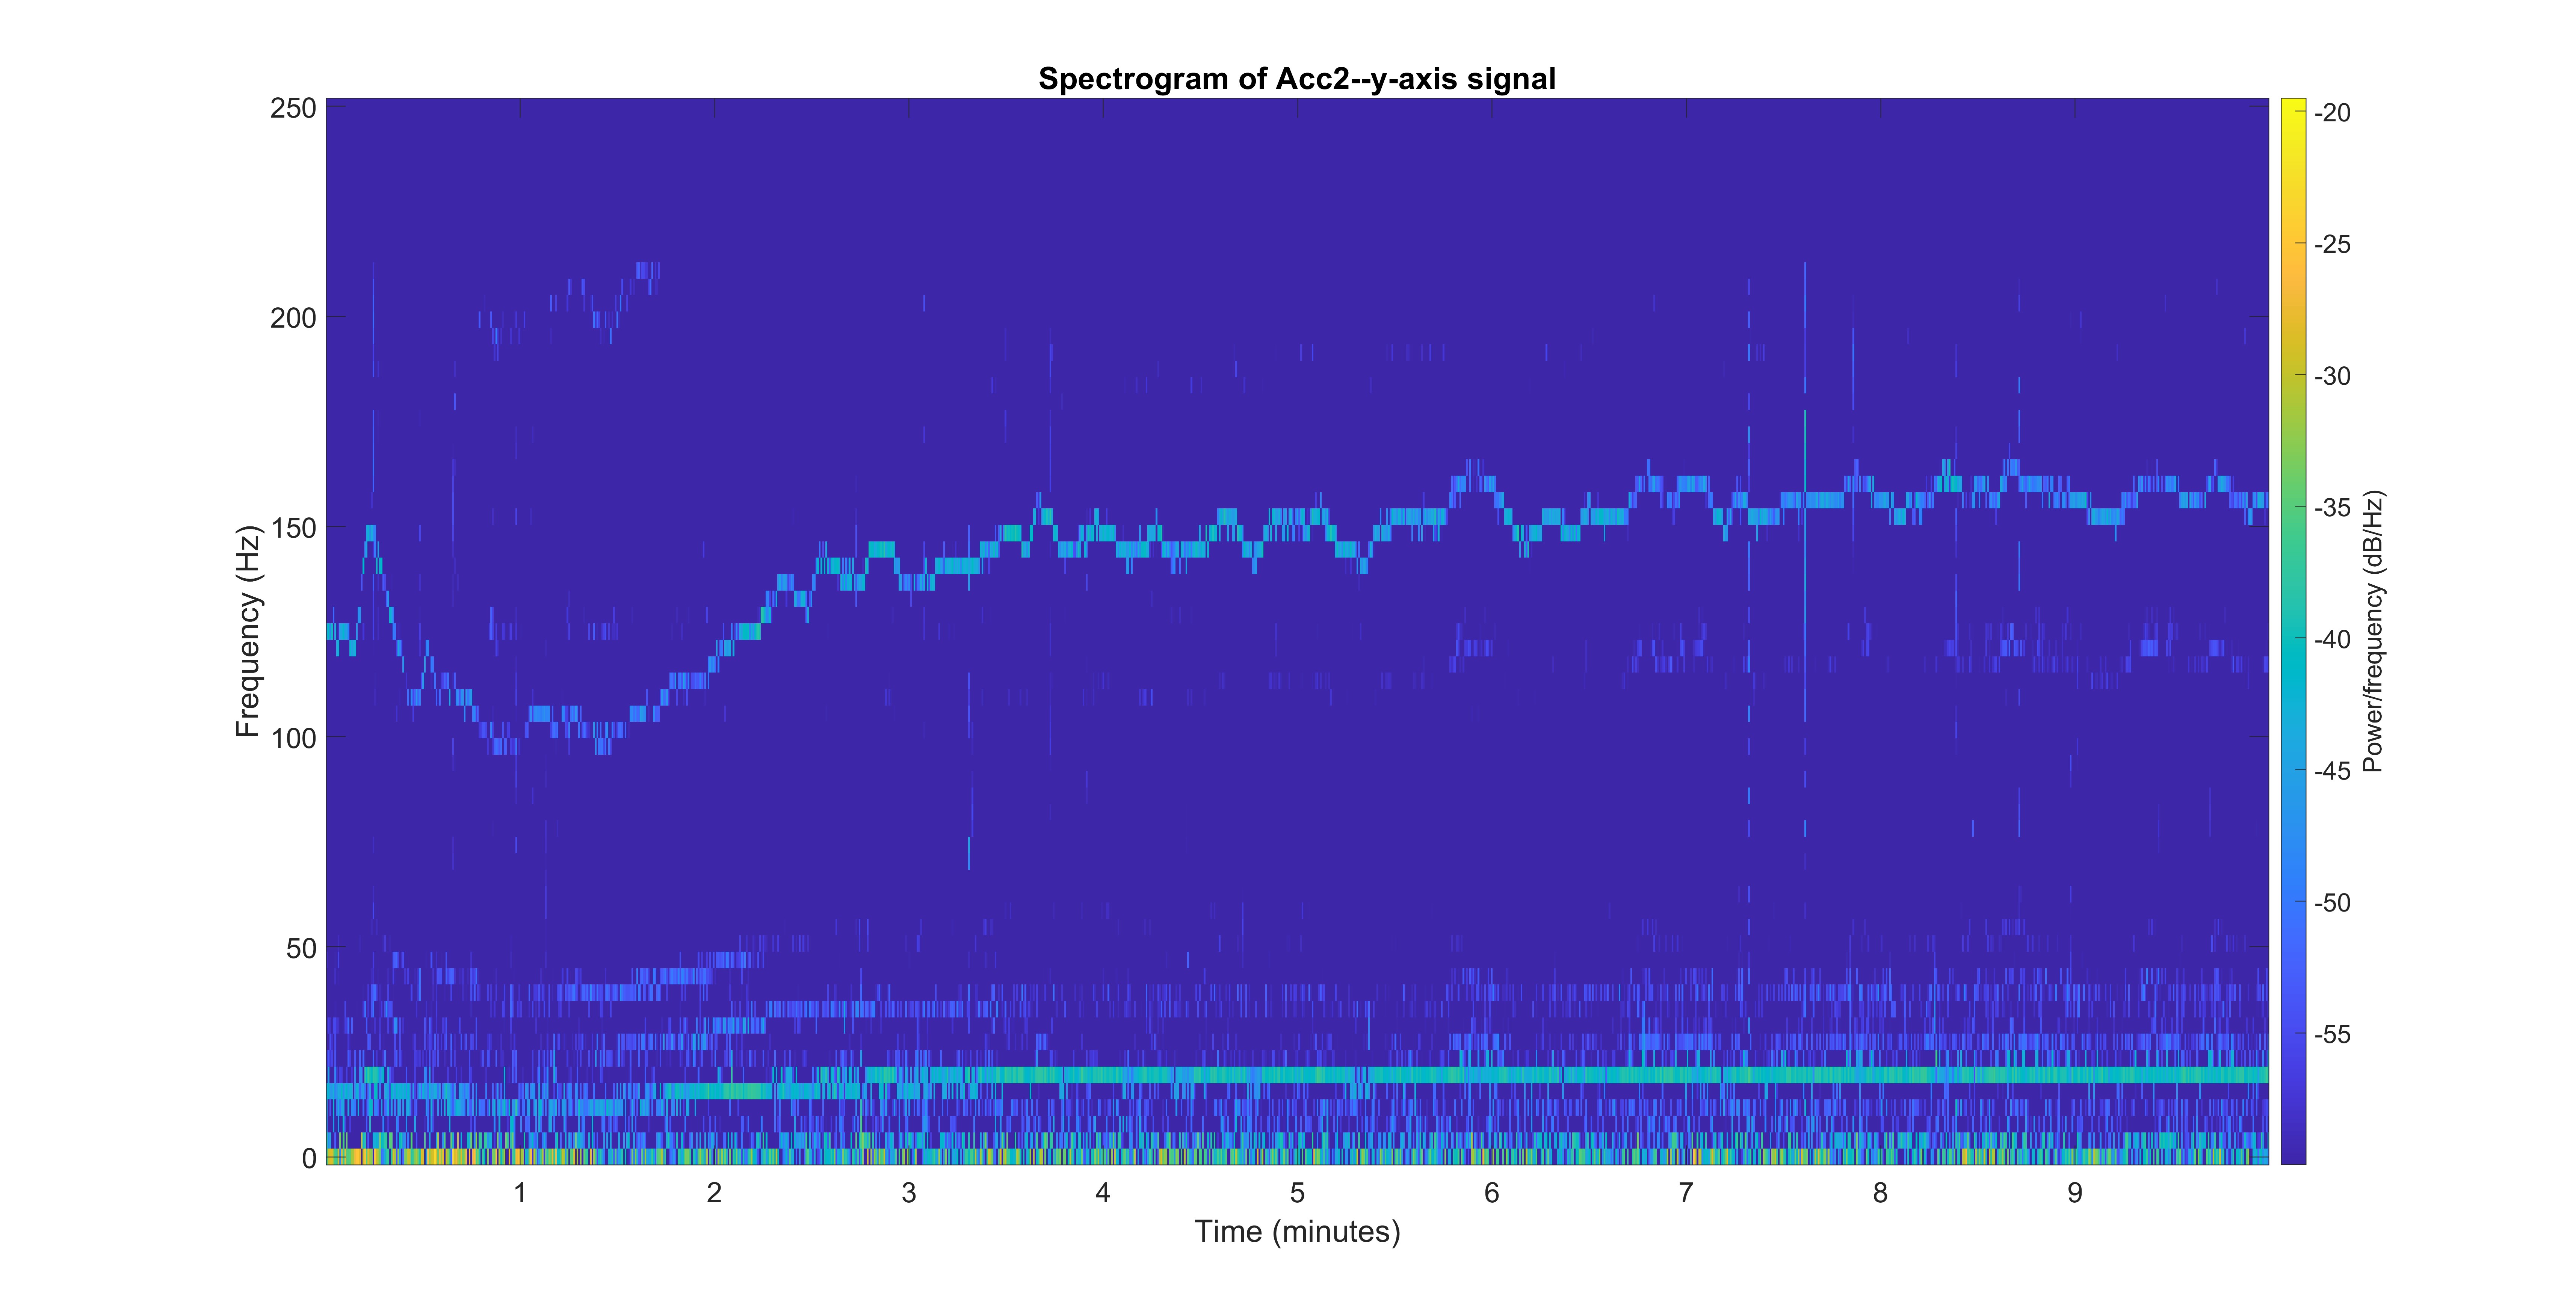 Spectrogram of Acc2--y-axis signal
250
200
150
100
50
0
Frequency (Hz)
1 2 3 4 5 6 7 8 9
Time (minutes)
-20
-25
-30
-35
-40
-45
-50
-55
Power/frequency (dB/Hz)